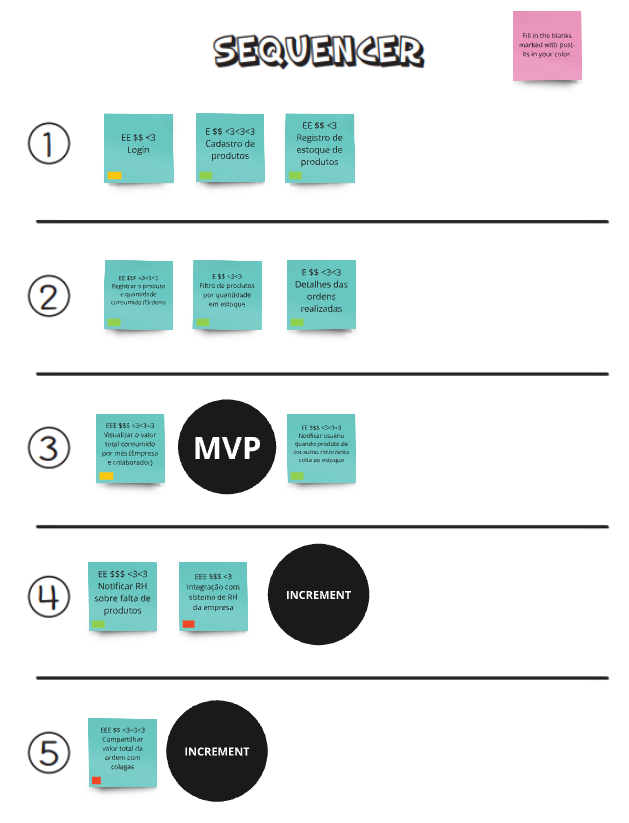 SEQUENCER
Fill in the blanks
marked with post-
its in your color.
1
EE $$ <3
Login
E $$ <3<3<3
Cadastro de
produtos
EE $$ <3
Registro de
estoque de
produtos
2
EE $$$ <3<3<3
Registrar o produto
e quantidade
consumida (Ordem)
E $$ <3<3
Filtro de produtos
por quantidade
em estoque
E $$ <3<3
Detalhes das
ordens
realizadas
3
EEE $$$ <3<3<3
Visualizar o valor
total consumido
por mês (Empresa
e colaborador)
MVP
EE $$$ <3<3<3
Notificar usuário
quando produto de
consumo recorrente
volta ao estoque
4
EE $$$ <3<3
Notificar RH
sobre falta de
produtos
EEE $$$ <3
Integração com
sistema de RH
da empresa
INCREMENT
5
EEE $$ <3<3<3
Compartilhar
valor total da
ordem com
colegas
INCREMENT